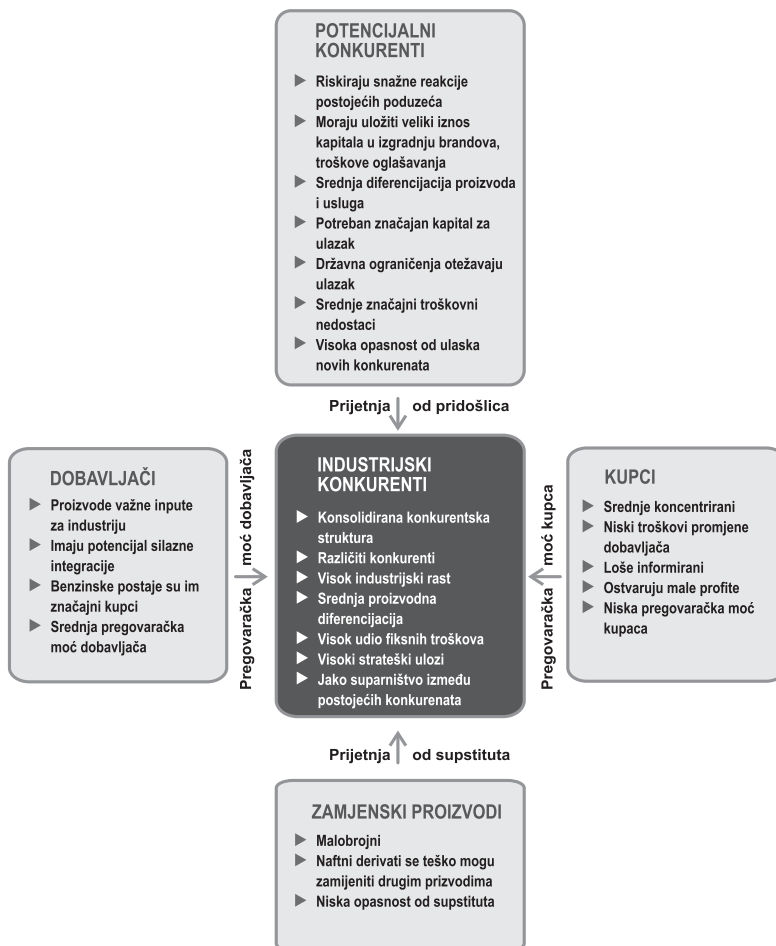 POTENCIJALNI
KONKURENTI
Riskiraju snažne reakcije
postojećih poduzeća
Moraju uložiti veliki iznos
kapitala u izgradnju brandova,
troškove oglašavanja
Srednja diferencijacija proizvoda
i usluga
Potreban značajan kapital za
ulazak
Državna ograničenja otežavaju
ulazak
Srednje značajni troškovni
nedostaci
Visoka opasnost od ulaska
novih konkurenata
Prijetnja od pridošlica
DOBAVLJAČI
Proizvode važne inpute
za industriju
Imaju potencijal silazne
integracije
Benzinske postaje su im
značajni kupci
Srednja pregovaračka
moć dobavljača
Pregovaračka moć dobavljača
INDUSTRIJSKI
KONKURENTI
Konsolidirana konkurentska
struktura
Različiti konkurenti
Visok industrijski rast
Srednja proizvodna
diferencijacija
Visok udio fiksnih troškova
Visoki strateški ulozi
Jako suparništvo između
postojećih konkurenata
Pregovaračka moć kupca
KUPCI
Srednje koncentrirani
Niski troškovi promjene
dobavljača
Loše informirani
Ostvaruju male profite
Niska pregovaračka moć
kupaca
Prijetnja od supstituta
ZAMJENSKI PROIZVODI
Malobrojni
Naftni derivati se teško mogu
zamijeniti drugim prizvodima
Niska opasnost od supstituta